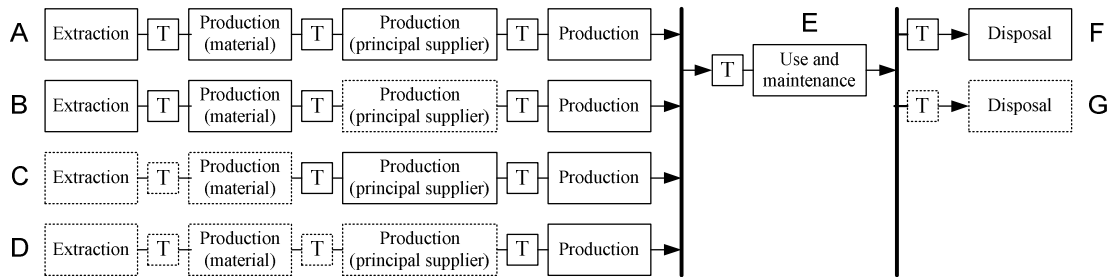 A Extraction T Production (material) T Production (principal supplier) T Production
E
T Use and maintenance
T Disposal F
B Extraction T Production (material) T Production (principal supplier) T Production
T Disposal G
C Extraction T Production (material) T Production (principal supplier) T Production
D Extraction T Production (material) T Production (principal supplier) T Production